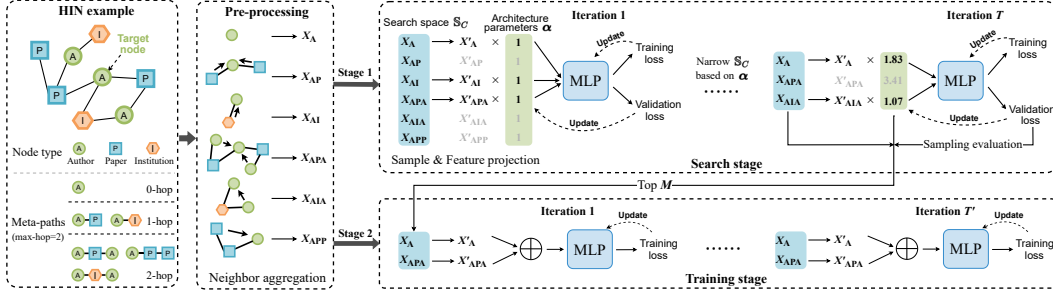 HIN example
Target node
P
A
I
P
A
P
I
A
Node type
A
P
I
Author
Paper
Institution
A
0-hop
Meta-paths
(max-hop=2)
A P A I
1-hop
A P A A P P
A I A
2-hop
Pre-processing
X_A
X_AP
X_AI
X_APA
X_AIA
X_APP
Neighbor aggregation
Stage 1
Stage 2
Iteration 1
Search space 𝕊_C
Architecture parameters α
X_A X'_A × 1
X_AP X'_AP 1
X_AI X'_AI × 1
X_APA X'_APA × 1
X_AIA X'_AIA 1
X_APP X'_APP 1
Sample & Feature projection
MLP
Update
Training loss
Validation loss
Update
Narrow 𝕊_C
based on α
······
Iteration T
X_A X'_A × 1.83
X_APA X'_APA 3.41
X_AIA X'_AIA × 1.07
MLP
Update
Training loss
Validation loss
Update
Sampling evaluation
Search stage
Top M
Iteration 1
X_A X'_A
X_APA X'_APA
MLP
Update
Training loss
······
Iteration T'
X_A X'_A
X_APA X'_APA
MLP
Update
Training loss
Training stage